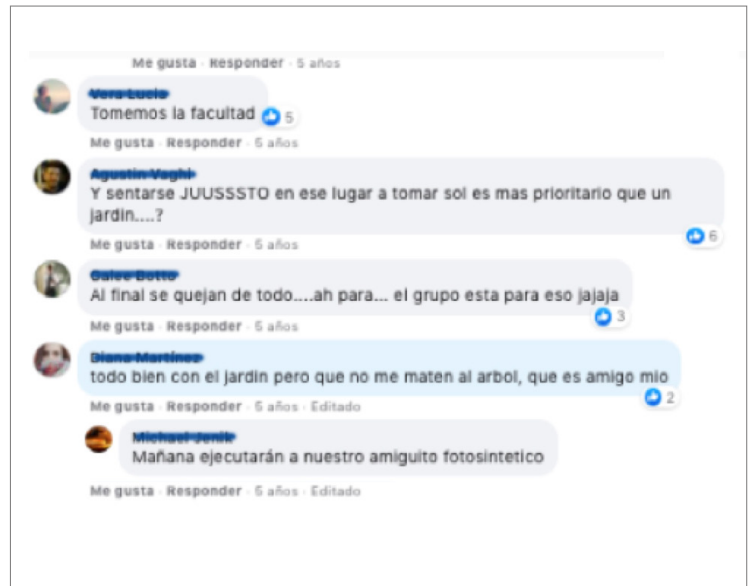 Me gusta · Responder · 5 años
Tomemos la facultad 5
Me gusta · Responder · 5 años
Y sentarse JUUSSSTO en ese lugar a tomar sol es mas prioritario que un
jardin....?
6
Me gusta · Responder · 5 años
Al final se quejan de todo....ah para... el grupo esta para eso jajaja
3
Me gusta · Responder · 5 años
todo bien con el jardin pero que no me maten al arbol, que es amigo mio
2
Me gusta · Responder · 5 años · Editado
Mañana ejecutarán a nuestro amiguito fotosintetico
Me gusta · Responder · 5 años · Editado